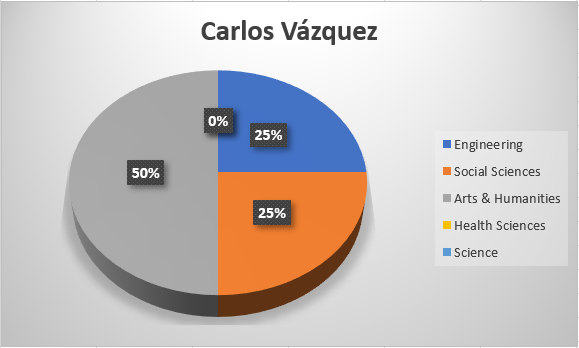 Carlos Vázquez
0%
25%
50%
25%
Engineering
Social Sciences
Arts & Humanities
Health Sciences
Science